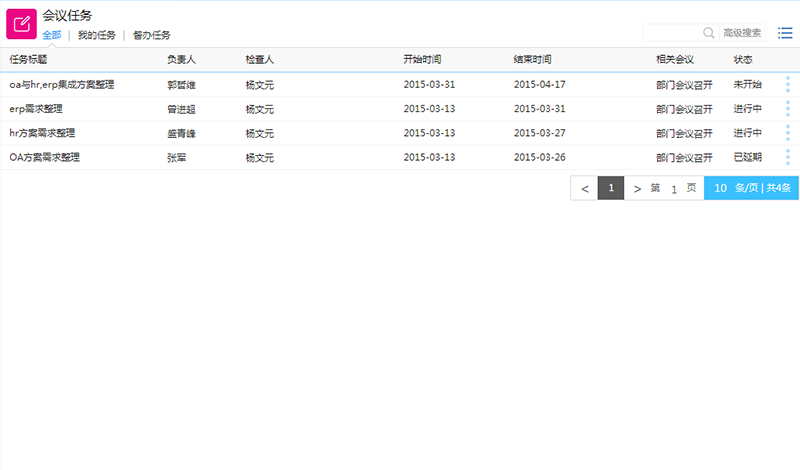 会议任务
全部 | 我的任务 | 督办任务
高级搜索
任务标题 负责人 检查人 开始时间 结束时间 相关会议 状态
oa与hr,erp集成方案整理 郭哲维 杨文元 2015-03-31 2015-04-17 部门会议召开 未开始
erp需求整理 曾进超 杨文元 2015-03-13 2015-03-31 部门会议召开 进行中
hr方案需求整理 盛青峰 杨文元 2015-03-13 2015-03-27 部门会议召开 进行中
OA方案需求整理 张军 杨文元 2015-03-13 2015-03-26 部门会议召开 已延期
< 1 > 第 1 页 10 条/页 | 共4条